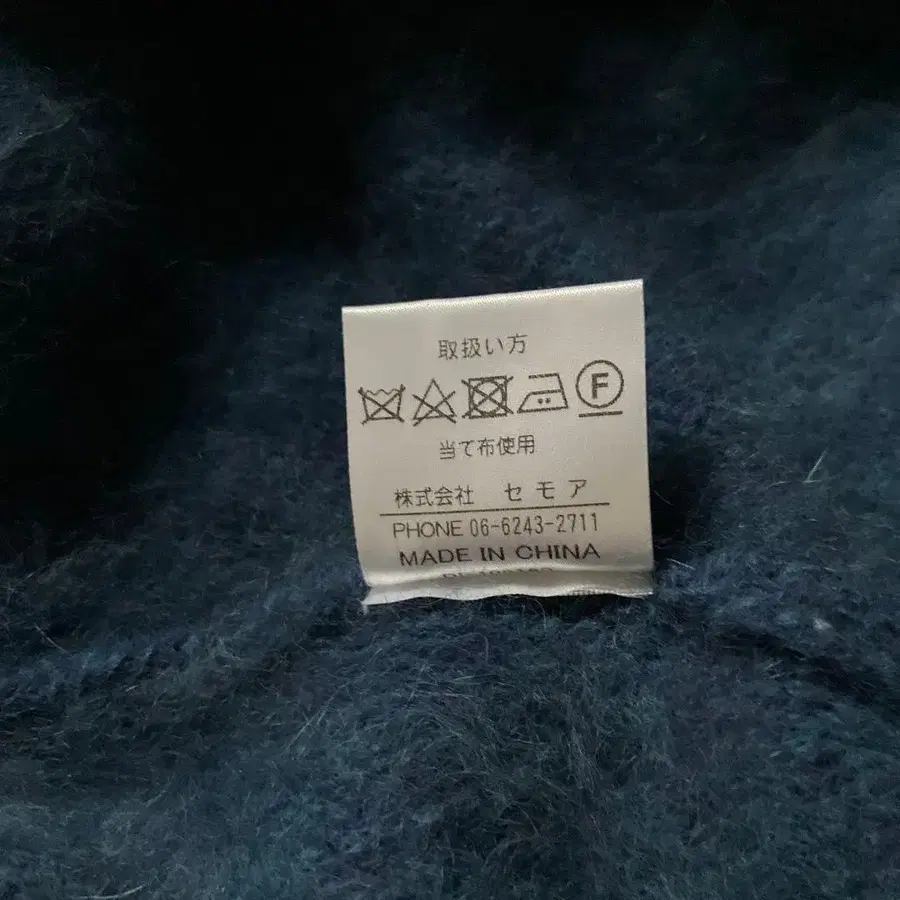 取扱い方
F
当て布使用
株式会社 セモア
PHONE 06-6243-2711
MADE IN CHINA